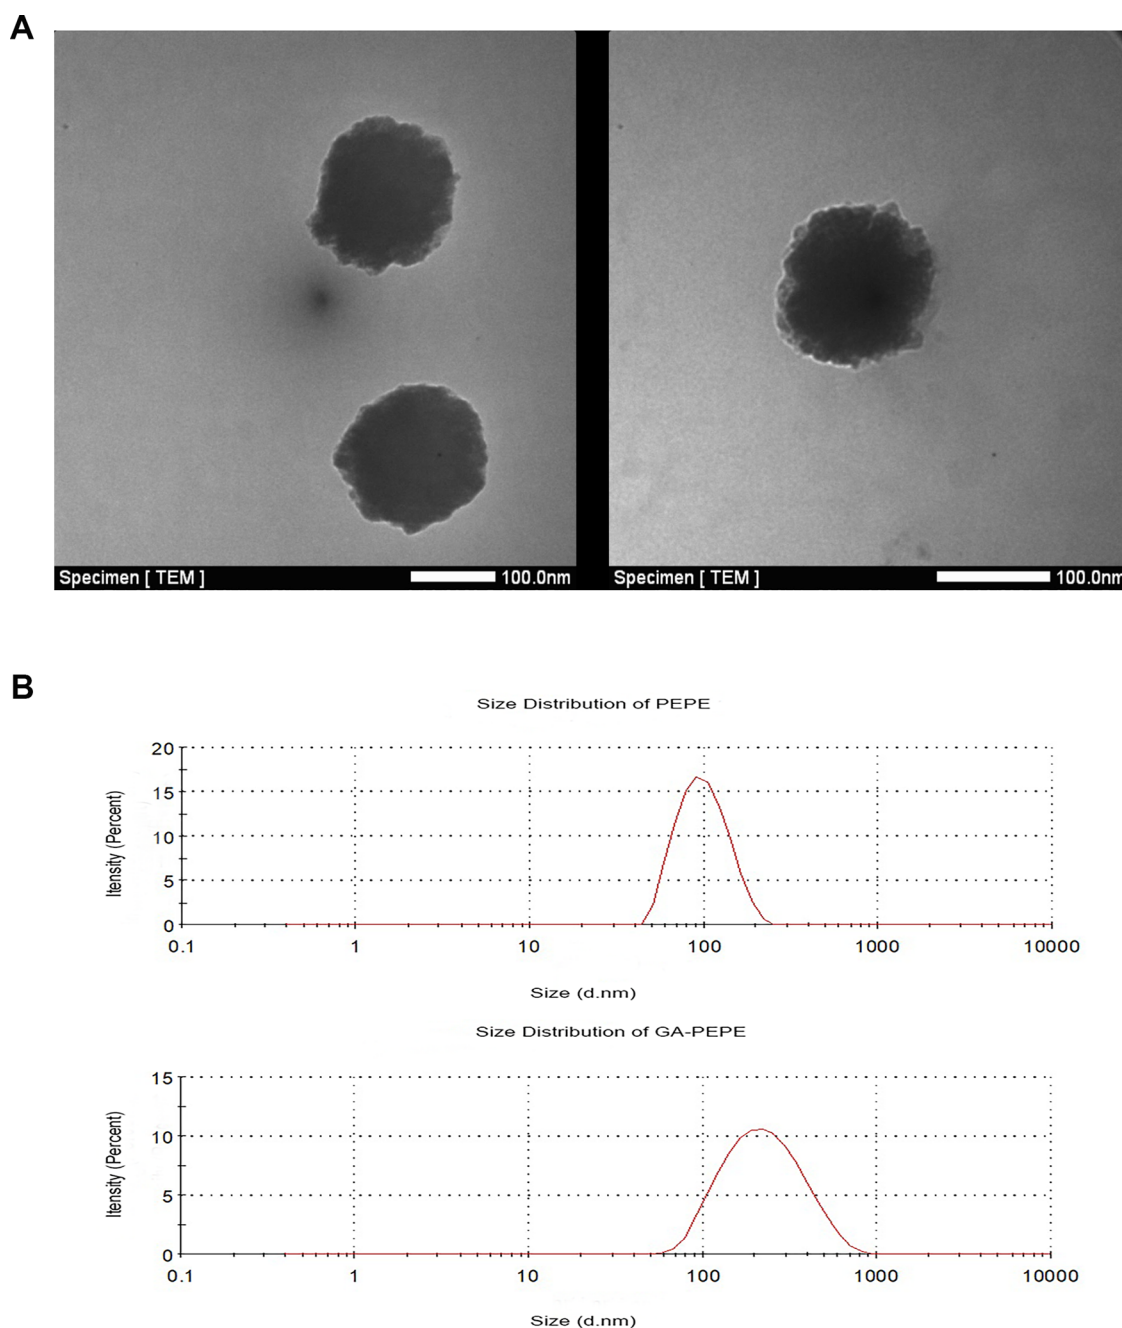 A
Specimen [ TEM ] 100.0nm
Specimen [ TEM ] 100.0nm
B
Size Distribution of PEPE
20
15
10
5
0
Itensity (Percent)
0.1 1 10 100 1000 10000
Size (d.nm)
Size Distribution of GA-PEPE
15
10
5
0
Itensity (Percent)
0.1 1 10 100 1000 10000
Size (d.nm)